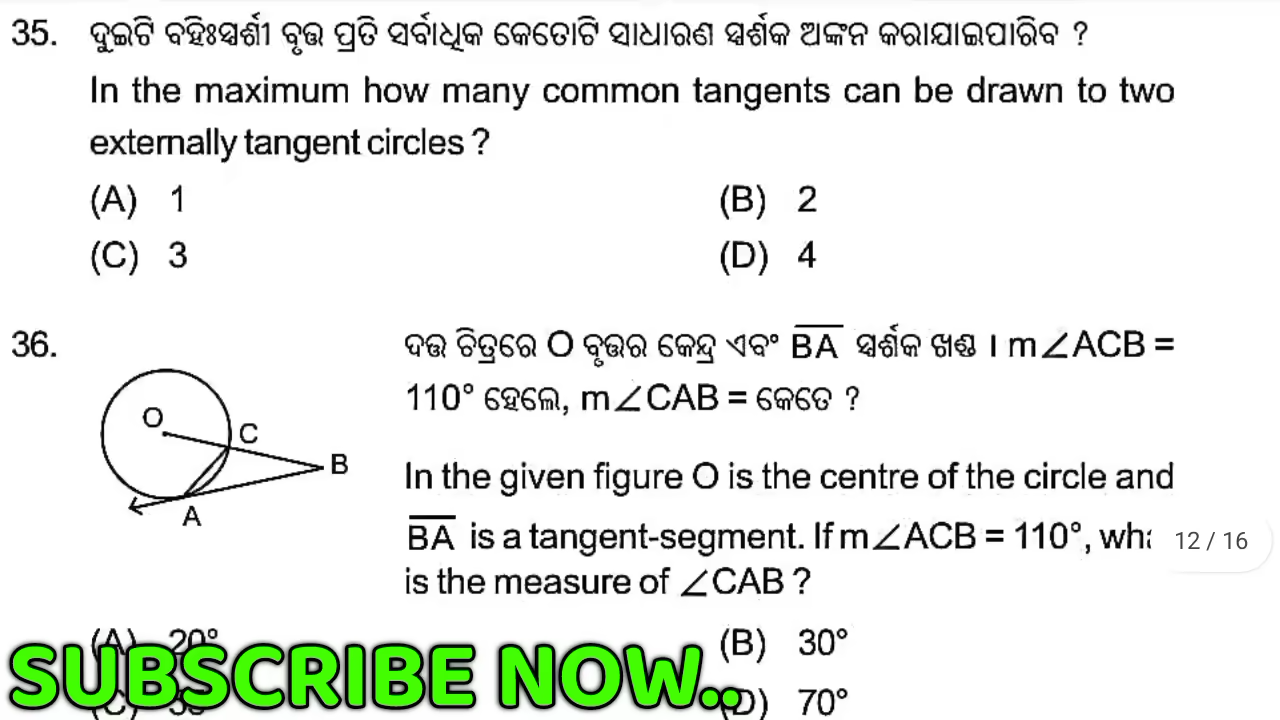 35. ଦୁଇଟି ବହିଃସ୍ପର୍ଶୀ ବୃତ୍ତ ପ୍ରତି ସର୍ବାଧିକ କେତୋଟି ସାଧାରଣ ସ୍ପର୍ଶକ ଅଙ୍କନ କରାଯାଇପାରିବ ?
In the maximum how many common tangents can be drawn to two
externally tangent circles ?
(A) 1 (B) 2
(C) 3 (D) 4
36. ଦତ୍ତ ଚିତ୍ରରେ O ବୃତ୍ତର କେନ୍ଦ୍ର ଏବଂ BA ସ୍ପର୍ଶକ ଖଣ୍ଡ । m∠ACB =
110° ହେଲେ, m∠CAB = କେତେ ?
O
C
B
A
In the given figure O is the centre of the circle and
BA is a tangent-segment. If m∠ACB = 110°,
12 / 16
is the measure of ∠CAB ?
(A) 20° (B) 30°
SUBSCRIBE NOW..
(D) 70°